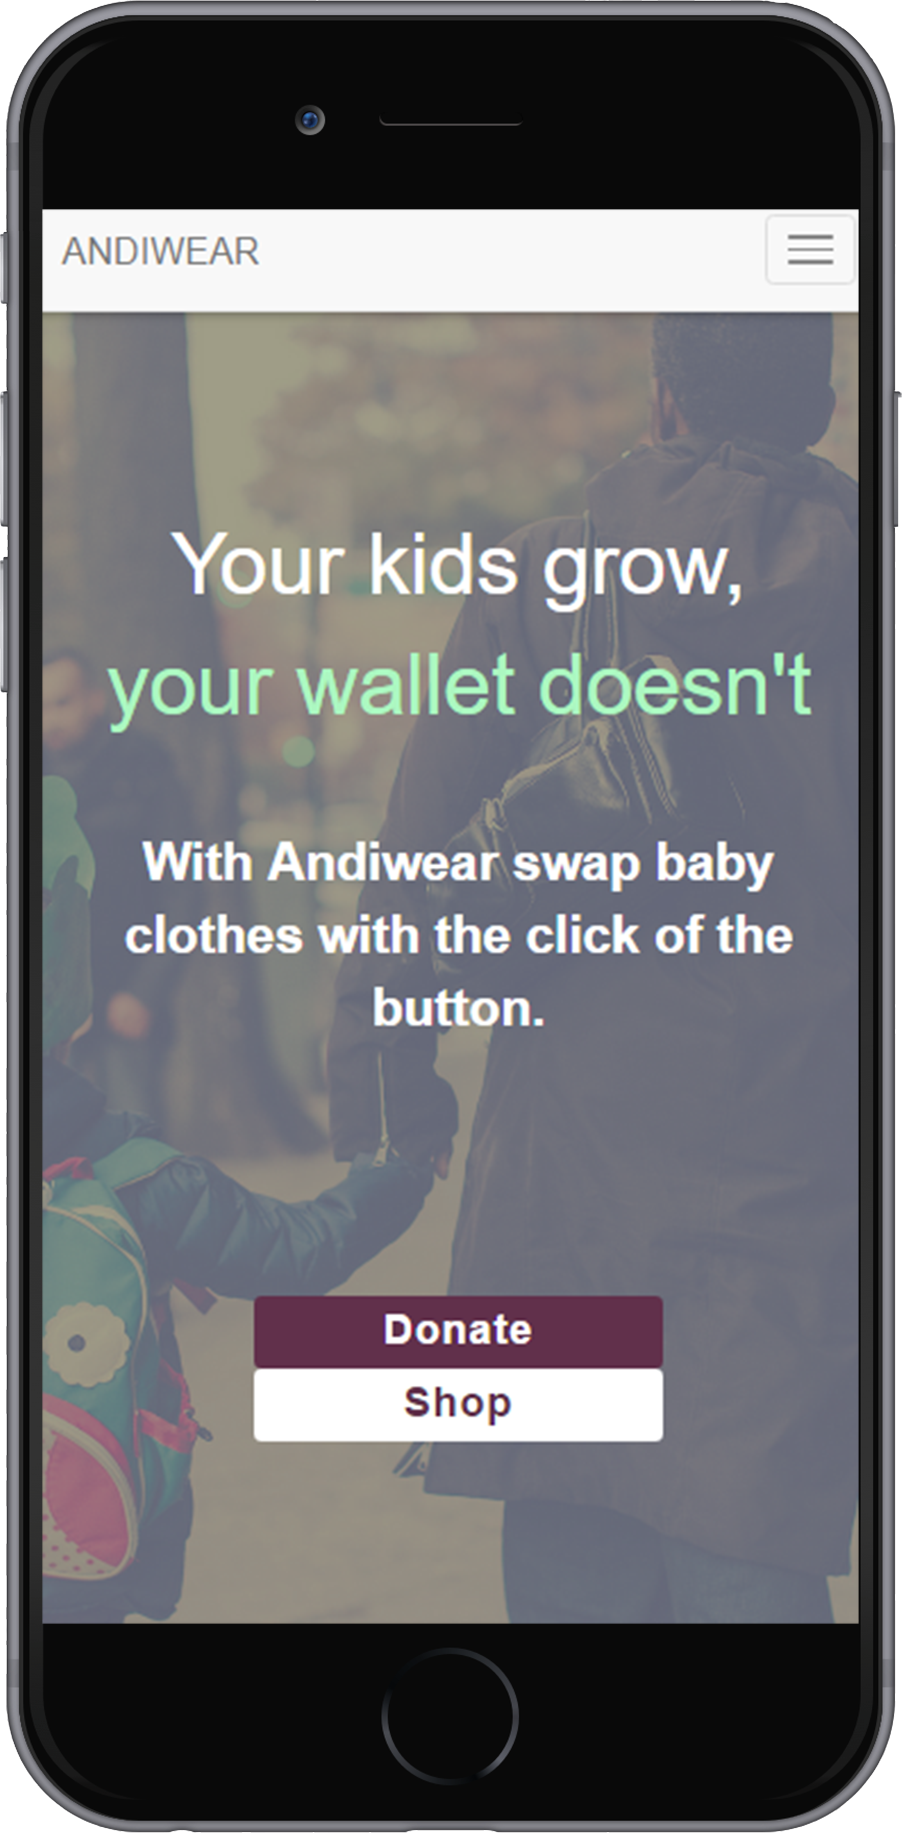 ANDIWEAR
Your kids grow,
your wallet doesn't
With Andiwear swap baby
clothes with the click of the
button.
Donate
Shop